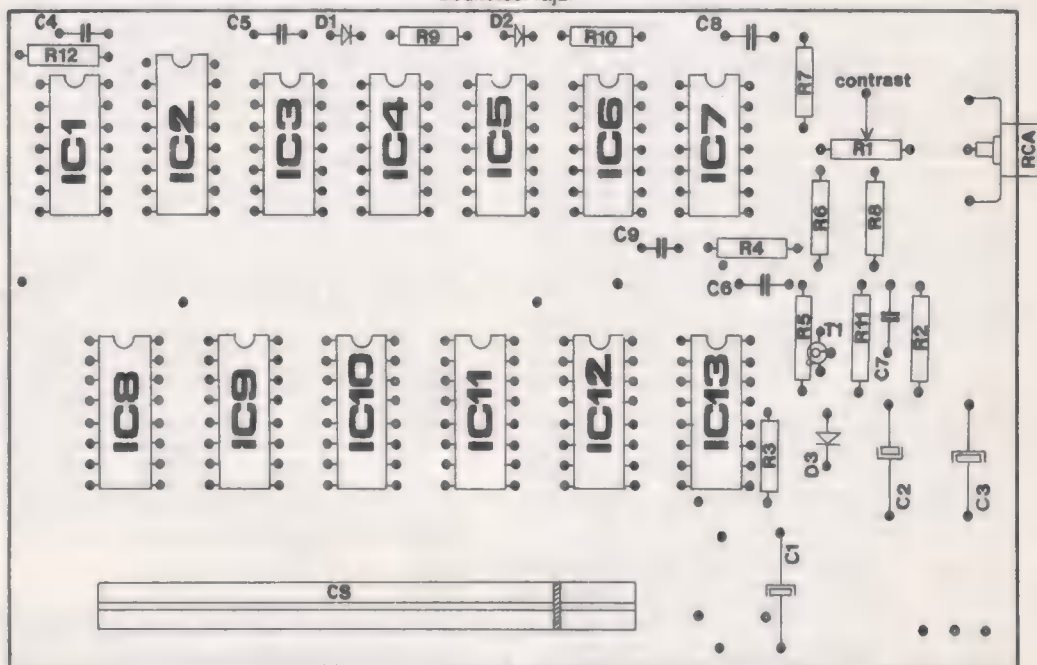 C4
C5
D1
R9
D2
R10
C8
R12
R7
contrast
IC1
IC2
IC3
IC4
IC5
IC6
IC7
R1
RCA
R6
R8
C9
R4
C6
R5
T1
R11
C7
R2
IC8
IC9
IC10
IC11
IC12
IC13
R3
D3
C2
C3
C1
CS